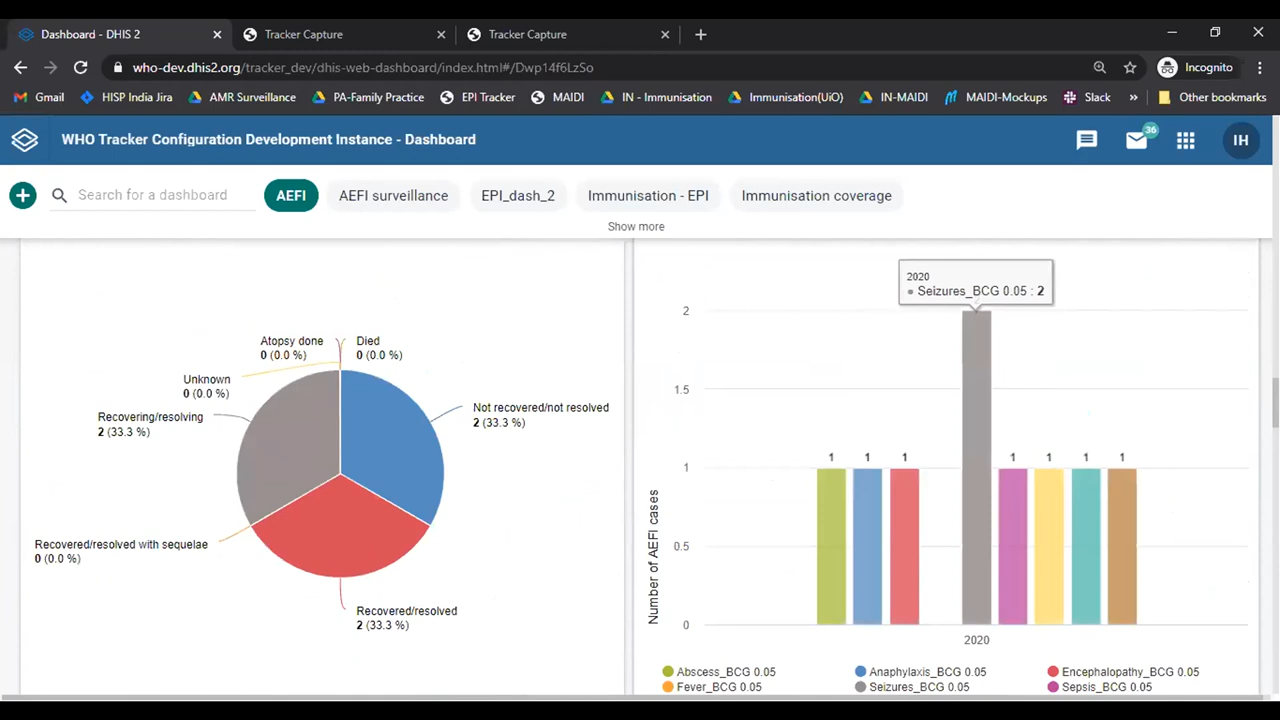 Dashboard - DHIS 2
Tracker Capture
Tracker Capture
who-dev.dhis2.org/tracker_dev/dhis-web-dashboard/index.html#/Dwp14f6LzSo
Incognito
Gmail
HISP India Jira
AMR Surveillance
PA-Family Practice
EPI Tracker
MAIDI
IN - Immunisation
Immunisation(UiO)
IN-MAIDI
MAIDI-Mockups
Slack
Other bookmarks
WHO Tracker Configuration Development Instance - Dashboard
36
IH
Search for a dashboard
AEFI
AEFI surveillance
EPI_dash_2
Immunisation - EPI
Immunisation coverage
Show more
Atopsy done
0 (0.0 %)
Died
0 (0.0 %)
Unknown
0 (0.0 %)
Recovering/resolving
2 (33.3 %)
Not recovered/not resolved
2 (33.3 %)
Recovered/resolved with sequelae
0 (0.0 %)
Recovered/resolved
2 (33.3 %)
2020
Seizures_BCG 0.05 : 2
2
1.5
1
0.5
0
Number of AEFI cases
1
1
1
1
1
1
1
2020
Abscess_BCG 0.05
Anaphylaxis_BCG 0.05
Encephalopathy_BCG 0.05
Fever_BCG 0.05
Seizures_BCG 0.05
Sepsis_BCG 0.05